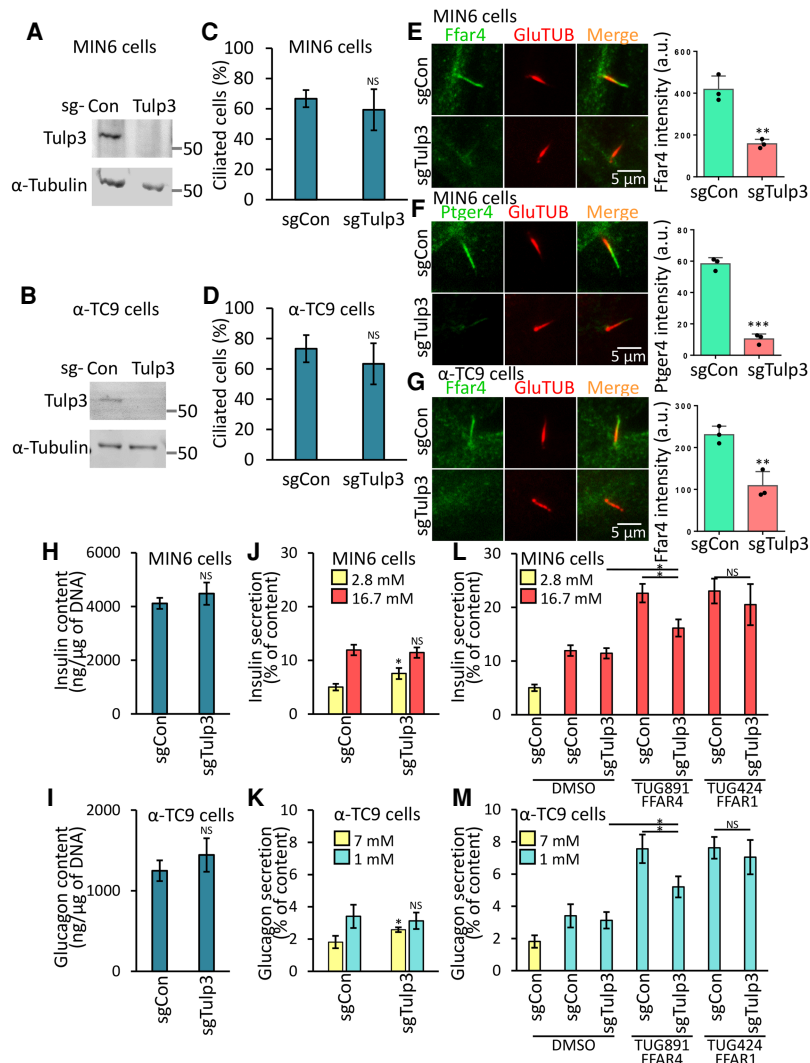 A
MIN6 cells
sg- Con Tulp3
Tulp3
50
α-Tubulin
50
B
α-TC9 cells
sg- Con Tulp3
Tulp3
50
α-Tubulin
50
C
MIN6 cells
Ciliated cells (%)
100
80
60
40
20
0
NS
sgCon
sgTulp3
D
α-TC9 cells
Ciliated cells (%)
100
80
60
40
20
0
NS
sgCon
sgTulp3
E
MIN6 cells
Ffar4 GluTUB Merge
sgCon
sgTulp3
5 µm
Ffar4 intensity (a.u.)
600
400
200
0
**
sgCon sgTulp3
F
MIN6 cells
Ptger4 GluTUB Merge
sgCon
sgTulp3
5 µm
Ptger4 intensity (a.u.)
80
60
40
20
0
***
sgCon sgTulp3
G
α-TC9 cells
Ffar4 GluTUB Merge
sgCon
sgTulp3
5 µm
Ffar4 intensity (a.u.)
300
200
100
0
**
sgCon sgTulp3
H
MIN6 cells
Insulin content
(ng/µg of DNA)
6000
4000
2000
0
NS
sgCon
sgTulp3
I
α-TC9 cells
Glucagon content
(ng/µg of DNA)
2000
1000
0
NS
sgCon
sgTulp3
J
MIN6 cells
2.8 mM
16.7 mM
Insulin secretion
(% of content)
30
20
10
0
*
NS
sgCon
sgTulp3
K
α-TC9 cells
7 mM
1 mM
Glucagon secretion
(% of content)
10
8
6
4
2
0
*
NS
sgCon
sgTulp3
L
MIN6 cells
2.8 mM
16.7 mM
Insulin secretion
(% of content)
30
20
10
0
*
*
NS
sgCon
sgCon
sgTulp3
sgCon
sgTulp3
sgCon
sgTulp3
DMSO
TUG891
FFAR4
TUG424
FFAR1
M
α-TC9 cells
7 mM
1 mM
Glucagon secretion
(% of content)
10
8
6
4
2
0
*
*
NS
sgCon
sgCon
sgTulp3
sgCon
sgTulp3
sgCon
sgTulp3
DMSO
TUG891
FFAR4
TUG424
FFAR1